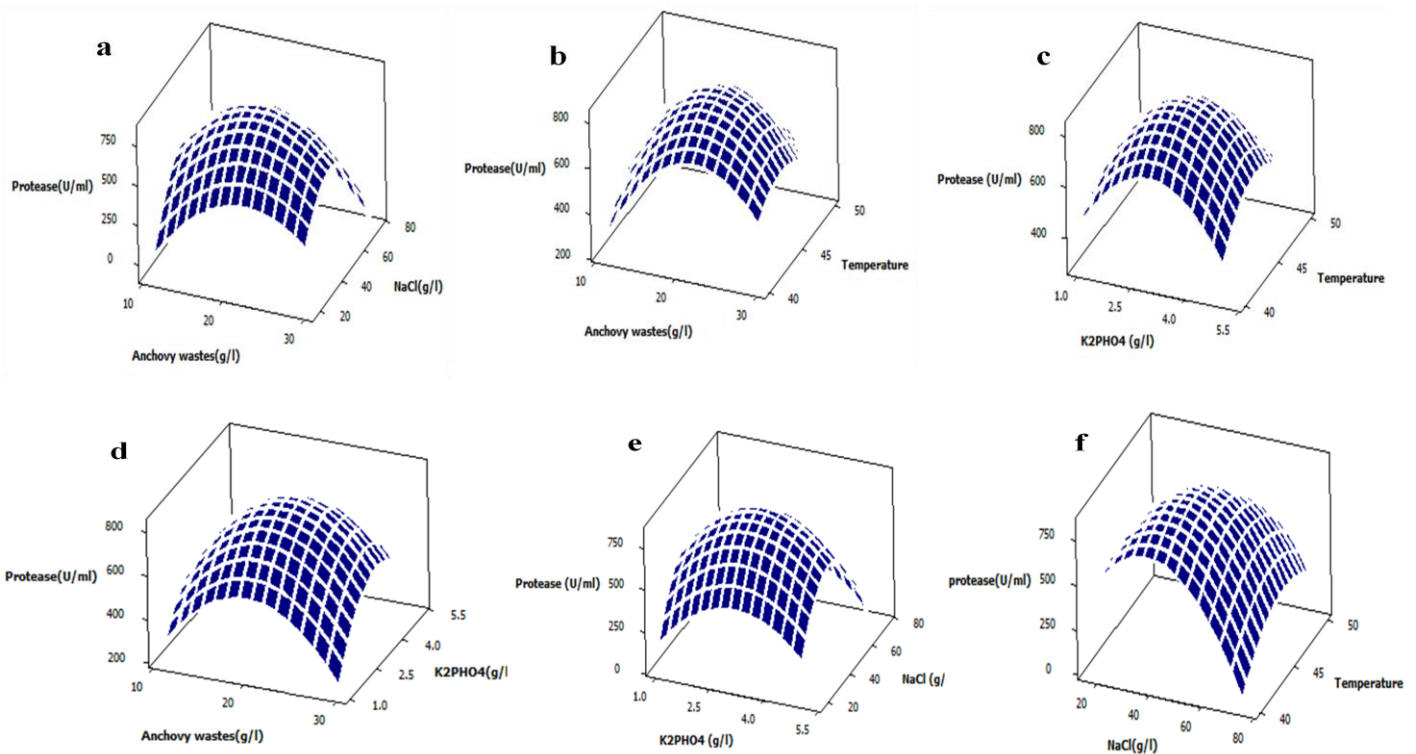 a
750
Protease(U/ml)
500
250
0
10
20
30
Anchovy wastes(g/l)
20
40
60
80
NaCl(g/l)
b
800
Protease(U/ml)
600
400
200
10
20
30
Anchovy wastes(g/l)
40
45
50
Temperature
c
800
Protease (U/ml)
600
400
1.0
2.5
4.0
5.5
K2PHO4 (g/l)
40
45
50
Temperature
d
800
Protease(U/ml)
600
400
200
10
20
30
Anchovy wastes(g/l)
1.0
2.5
4.0
5.5
K2PHO4(g/l
e
750
Protease (U/ml)
500
250
0
1.0
2.5
4.0
5.5
K2PHO4 (g/l)
20
40
60
80
NaCl (g/
f
750
protease(U/ml)
500
250
0
20
40
60
80
NaCl(g/l)
40
45
50
Temperature